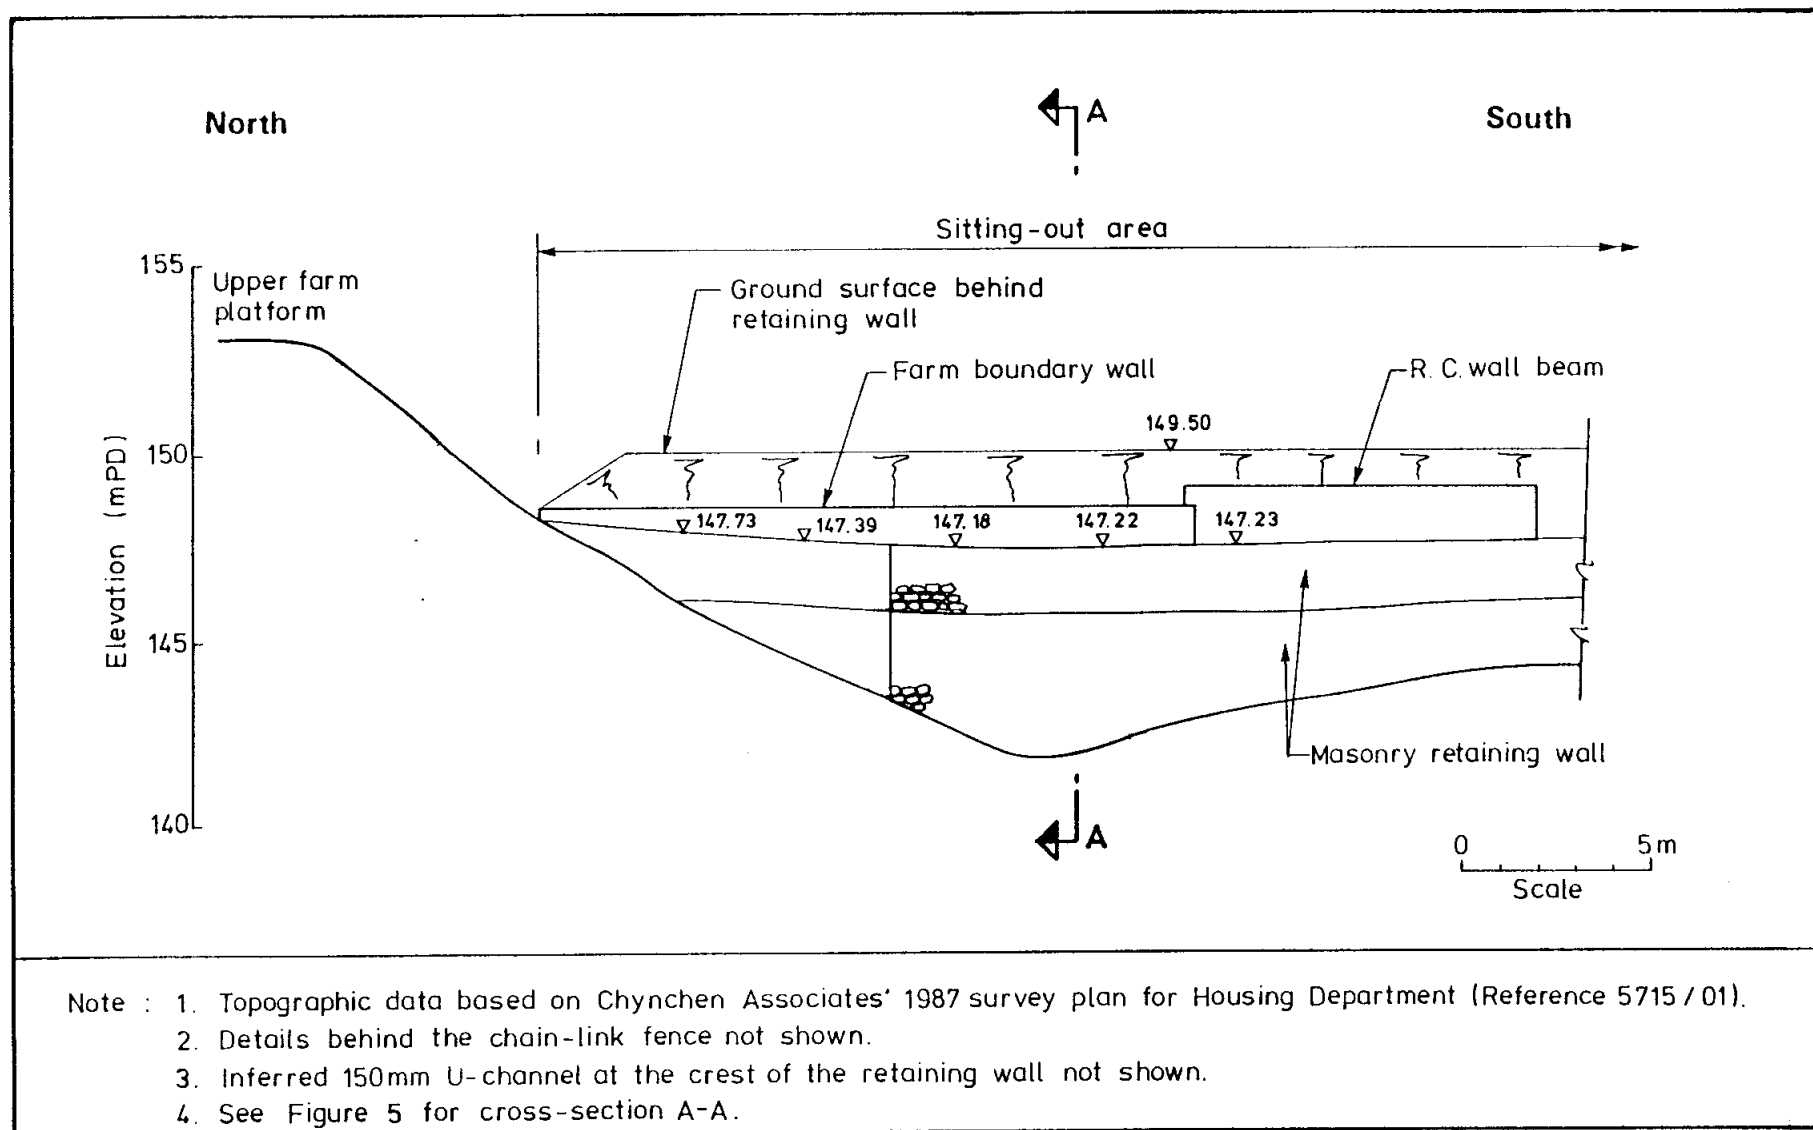 North
A
South
Sitting-out area
155
Upper farm
platform
Ground surface behind
retaining wall
Farm boundary wall
R.C. wall beam
149.50
150
147.73
147.39
147.18
147.22
147.23
Elevation (mPD)
145
Masonry retaining wall
140
A
0
5m
Scale
Note : 1. Topographic data based on Chynchen Associates' 1987 survey plan for Housing Department (Reference 5715/01).
2. Details behind the chain-link fence not shown.
3. Inferred 150mm U-channel at the crest of the retaining wall not shown.
4. See Figure 5 for cross-section A-A.